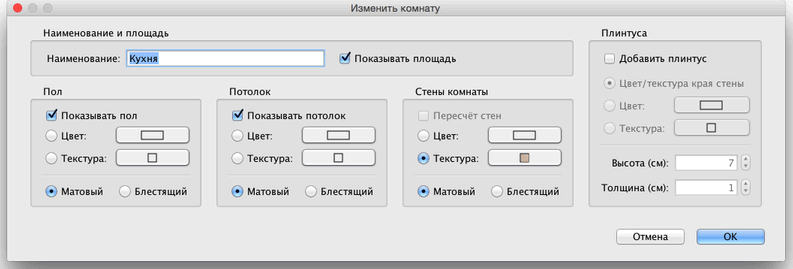 Изменить комнату
Наименование и площадь
Наименование: Кухня Показывать площадь
Пол
Показывать пол
Цвет:
Текстура:
Матовый Блестящий
Потолок
Показывать потолок
Цвет:
Текстура:
Матовый Блестящий
Стены комнаты
Пересчёт стен
Цвет:
Текстура:
Матовый Блестящий
Плинтуса
Добавить плинтус
Цвет/текстура края стены
Цвет:
Текстура:
Высота (см): 7
Толщина (см): 1
Отмена OK